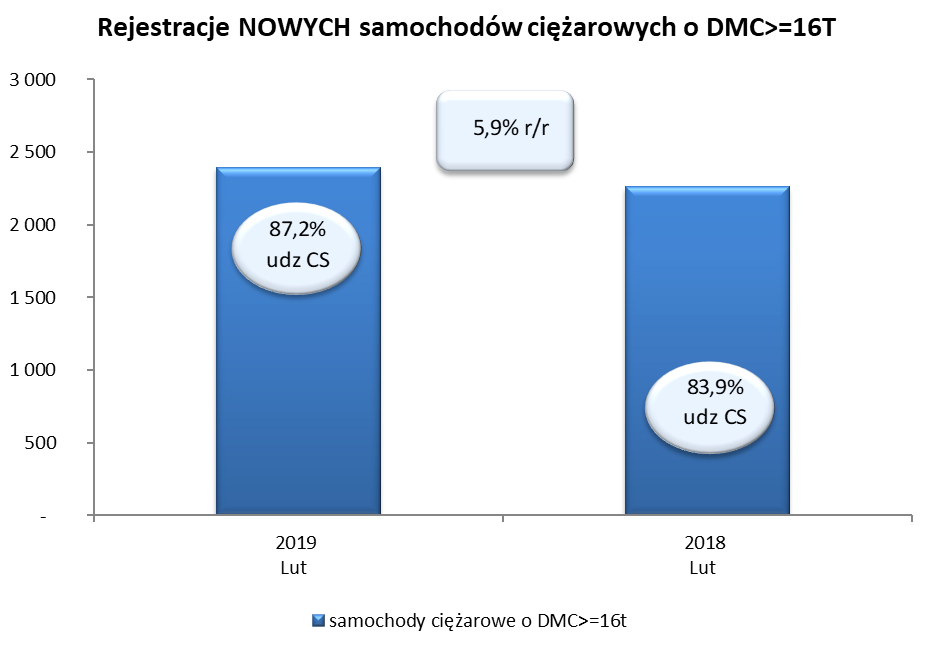 Rejestracje NOWYCH samochodów ciężarowych o DMC>=16T
3 000
2 500
2 000
1 500
1 000
500
-
5,9% r/r
87,2%
udz CS
83,9%
udz CS
2019
Lut
2018
Lut
samochody ciężarowe o DMC>=16t